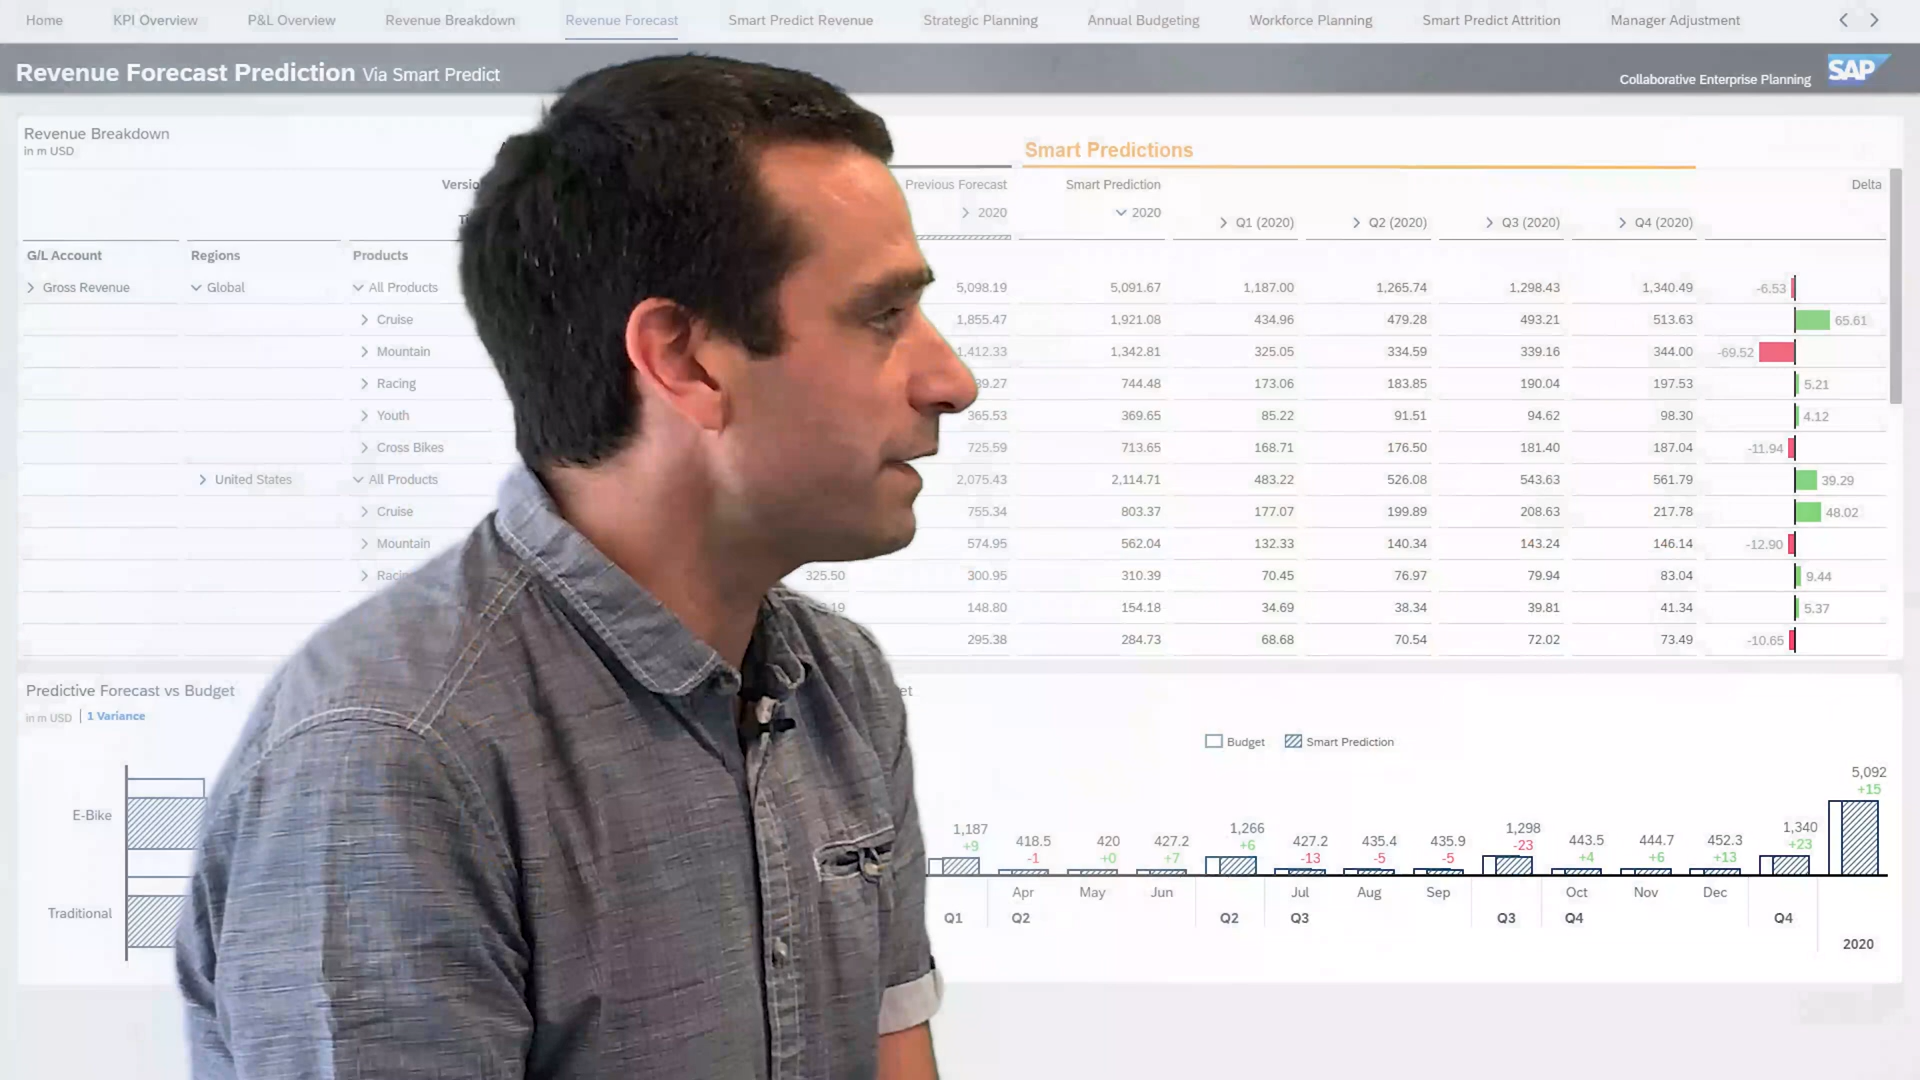 Home KPI Overview P&L Overview Revenue Breakdown Revenue Forecast Smart Predict Revenue Strategic Planning Annual Budgeting Workforce Planning Smart Predict Attrition Manager Adjustment
Revenue Forecast Prediction Via Smart Predict
Collaborative Enterprise Planning SAP
Revenue Breakdown
in m USD
Smart Predictions
Previous Forecast Smart Prediction Delta
2020 2020 Q1 (2020) Q2 (2020) Q3 (2020) Q4 (2020)
G/L Account Regions Products
Gross Revenue Global All Products 5,098.19 5,091.67 1,187.00 1,265.74 1,298.43 1,340.49 -6.53
Cruise 1,855.47 1,921.08 434.96 479.28 493.21 513.63 65.61
Mountain 1,412.33 1,342.81 325.05 334.59 339.16 344.00 -69.52
Racing 744.48 173.06 183.85 190.04 197.53 5.21
Youth 365.53 369.65 85.22 91.51 94.62 98.30 4.12
Cross Bikes 725.59 713.65 168.71 176.50 181.40 187.04 -11.94
United States All Products 2,075.43 2,114.71 483.22 526.08 543.63 561.79 39.29
Cruise 755.34 803.37 177.07 199.89 208.63 217.78 48.02
Mountain 574.95 562.04 132.33 140.34 143.24 146.14 -12.90
325.50 300.95 310.39 70.45 76.97 79.94 83.04 9.44
148.80 154.18 34.69 38.34 39.81 41.34 5.37
295.38 284.73 68.68 70.54 72.02 73.49 -10.65
Predictive Forecast vs Budget
in m USD | 1 Variance
E-Bike
Traditional
Budget Smart Prediction
1,187 418.5 420 427.2 1,266 427.2 435.4 435.9 1,298 443.5 444.7 452.3 1,340 5,092
+9 -1 +0 +7 +6 -13 -5 -5 -23 +4 +6 +13 +23 +15
Apr May Jun Jul Aug Sep Oct Nov Dec
Q1 Q2 Q2 Q3 Q3 Q4 Q4
2020